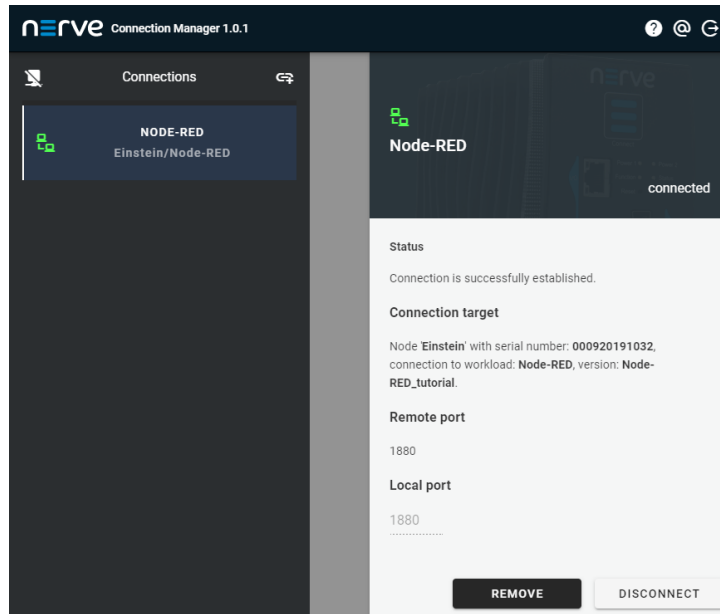 nerve Connection Manager 1.0.1
Connections
NODE-RED
Einstein/Node-RED
nerve
Node-RED
connected
Status
Connection is successfully established.
Connection target
Node 'Einstein' with serial number: 000920191032,
connection to workload: Node-RED, version: Node-
RED_tutorial.
Remote port
1880
Local port
1880
REMOVE
DISCONNECT